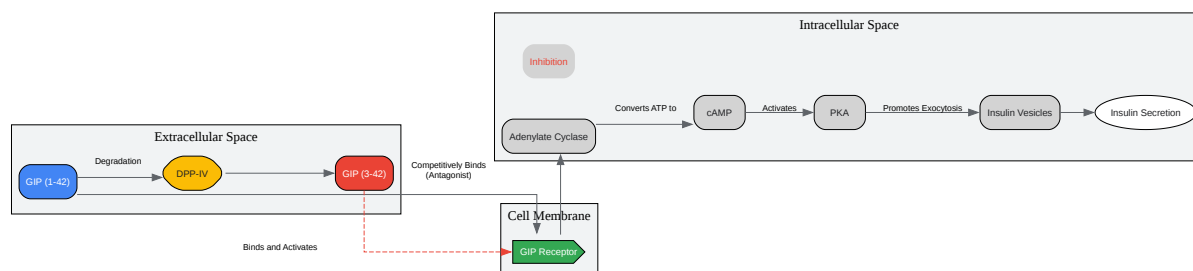 Intracellular Space
Inhibition
Converts ATP to
cAMP
Activates
PKA
Promotes Exocytosis
Insulin Vesicles
Insulin Secretion
Adenylate Cyclase
Extracellular Space
Degradation
GIP (1-42)
DPP-IV
GIP (3-42)
Competitively Binds
(Antagonist)
Cell Membrane
Binds and Activates
GIP Receptor